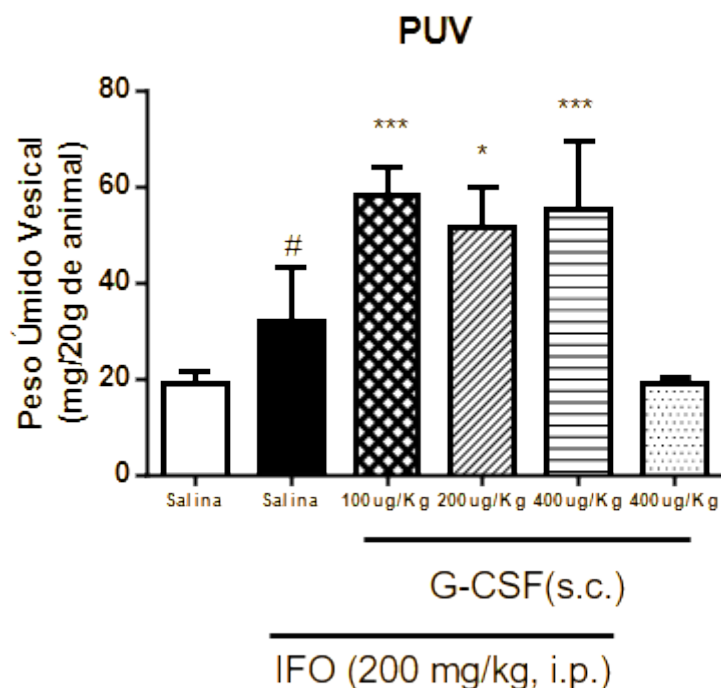 PUV
Peso Úmido Vesical
(mg/20g de animal)
80
60
40
20
0
#
***
*
***
Salina Salina 100ug/Kg 200ug/Kg 400ug/Kg 400ug/Kg
G-CSF(s.c.)
IFO (200 mg/kg, i.p.)